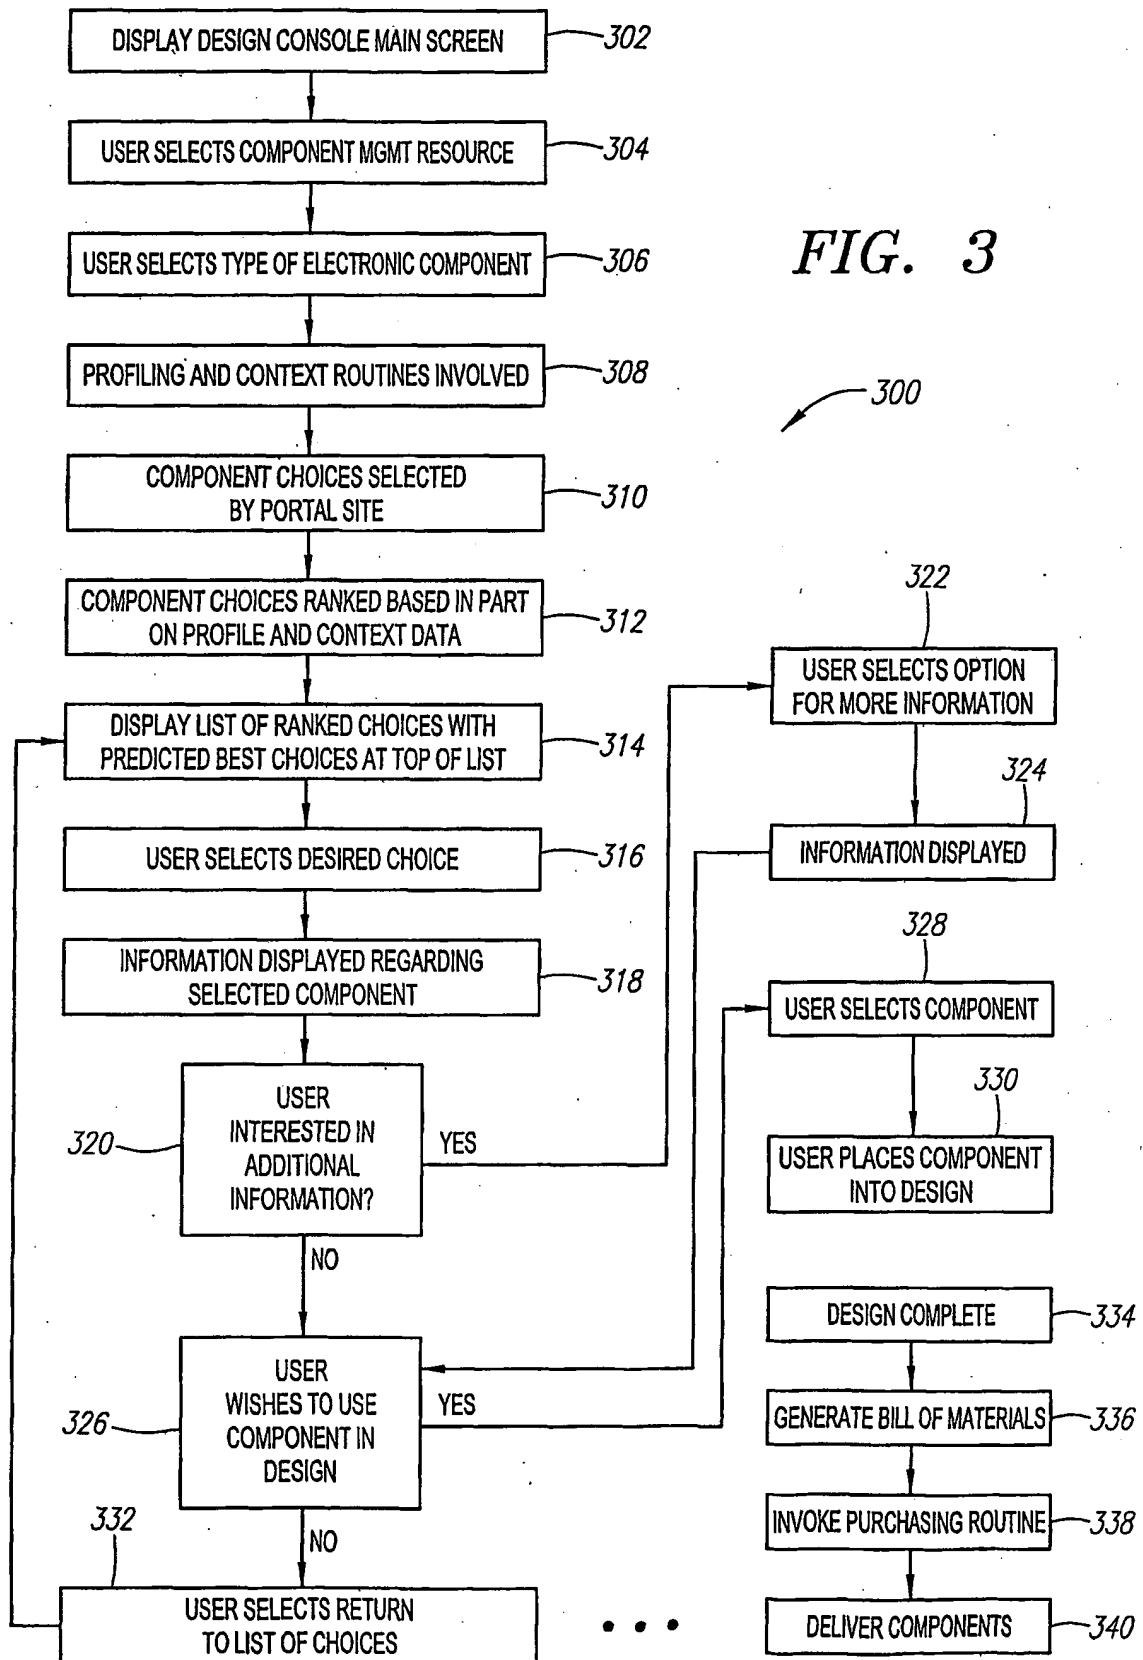 DISPLAY DESIGN CONSOLE MAIN SCREEN
302
USER SELECTS COMPONENT MGMT RESOURCE
304
USER SELECTS TYPE OF ELECTRONIC COMPONENT
306
FIG. 3
PROFILING AND CONTEXT ROUTINES INVOLVED
308
300
COMPONENT CHOICES SELECTED
BY PORTAL SITE
310
COMPONENT CHOICES RANKED BASED IN PART
ON PROFILE AND CONTEXT DATA
312
DISPLAY LIST OF RANKED CHOICES WITH
PREDICTED BEST CHOICES AT TOP OF LIST
314
USER SELECTS DESIRED CHOICE
316
INFORMATION DISPLAYED REGARDING
SELECTED COMPONENT
318
USER
INTERESTED IN
ADDITIONAL
INFORMATION?
320
YES
NO
322
USER SELECTS OPTION
FOR MORE INFORMATION
324
INFORMATION DISPLAYED
USER
WISHES TO USE
COMPONENT IN
DESIGN
326
YES
NO
328
USER SELECTS COMPONENT
330
USER PLACES COMPONENT
INTO DESIGN
332
USER SELECTS RETURN
TO LIST OF CHOICES
• • •
DESIGN COMPLETE
334
GENERATE BILL OF MATERIALS
336
INVOKE PURCHASING ROUTINE
338
DELIVER COMPONENTS
340